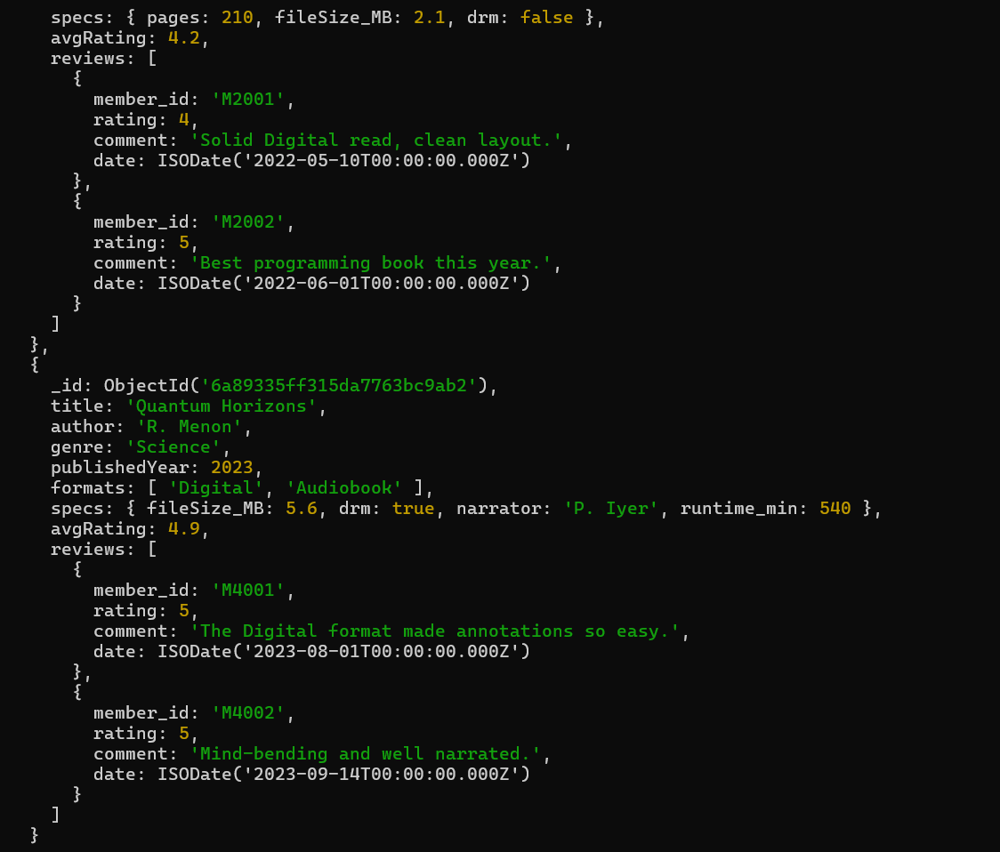 specs: { pages: 210, fileSize_MB: 2.1, drm: false },
avgRating: 4.2,
reviews: [
{
member_id: 'M2001',
rating: 4,
comment: 'Solid Digital read, clean layout.',
date: ISODate('2022-05-10T00:00:00.000Z')
},
{
member_id: 'M2002',
rating: 5,
comment: 'Best programming book this year.',
date: ISODate('2022-06-01T00:00:00.000Z')
}
]
},
{
_id: ObjectId('6a89335ff315da7763bc9ab2'),
title: 'Quantum Horizons',
author: 'R. Menon',
genre: 'Science',
publishedYear: 2023,
formats: [ 'Digital', 'Audiobook' ],
specs: { fileSize_MB: 5.6, drm: true, narrator: 'P. Iyer', runtime_min: 540 },
avgRating: 4.9,
reviews: [
{
member_id: 'M4001',
rating: 5,
comment: 'The Digital format made annotations so easy.',
date: ISODate('2023-08-01T00:00:00.000Z')
},
{
member_id: 'M4002',
rating: 5,
comment: 'Mind-bending and well narrated.',
date: ISODate('2023-09-14T00:00:00.000Z')
}
]
}